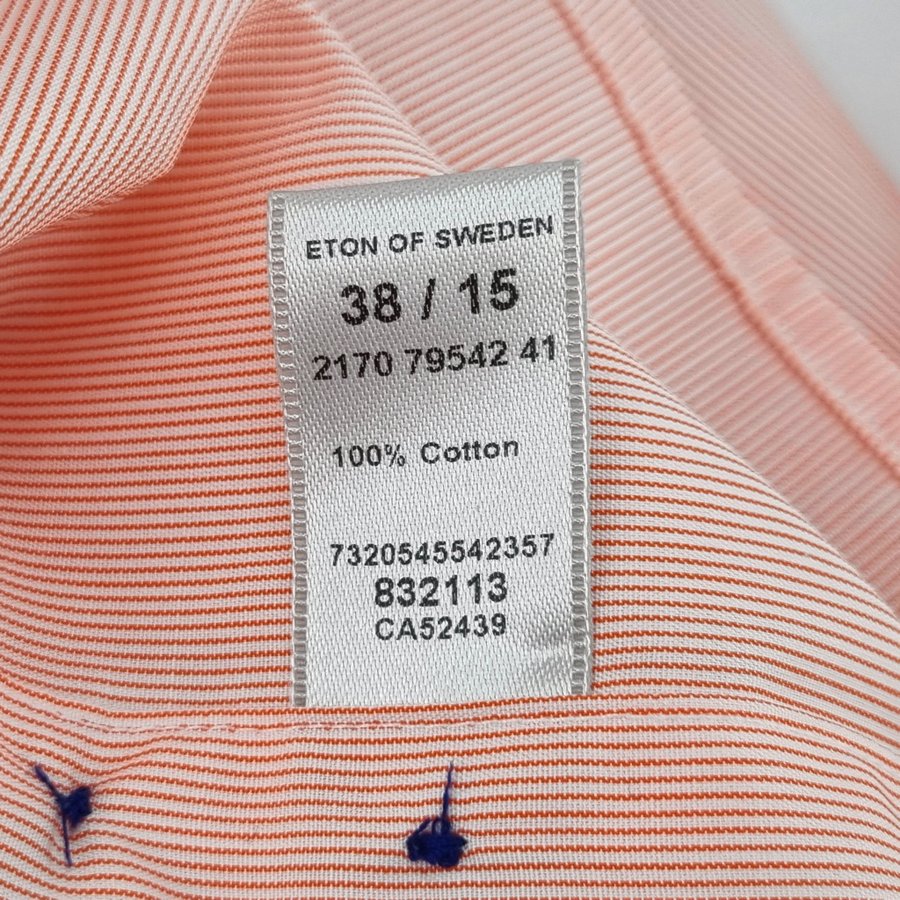 ETON OF SWEDEN
38 / 15
2170 79542 41
100% Cotton
7320545542357
832113
CA52439